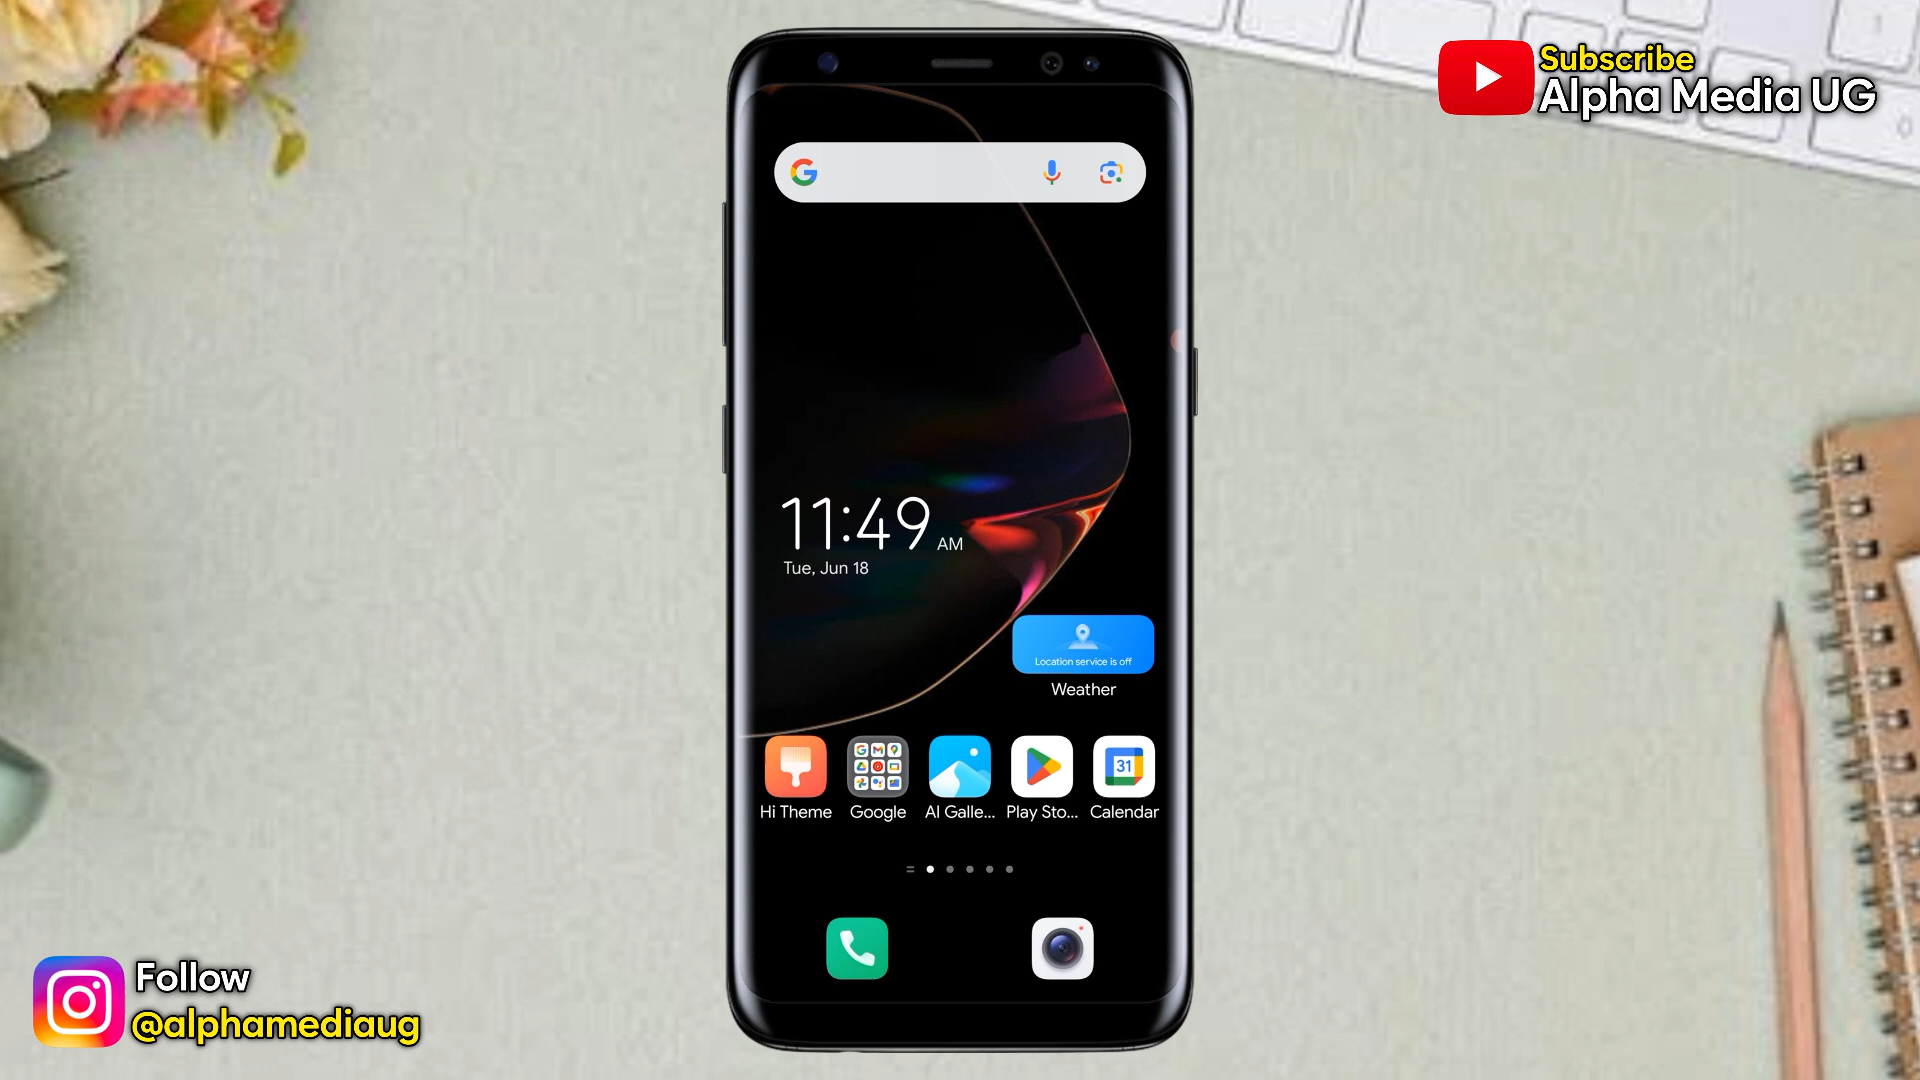 Subscribe
Alpha Media UG
11:49 AM
Tue, Jun 18
Location service is off
Weather
31
Hi Theme
Google
AI Galle...
Play Sto...
Calendar
Follow
@alphamediaug